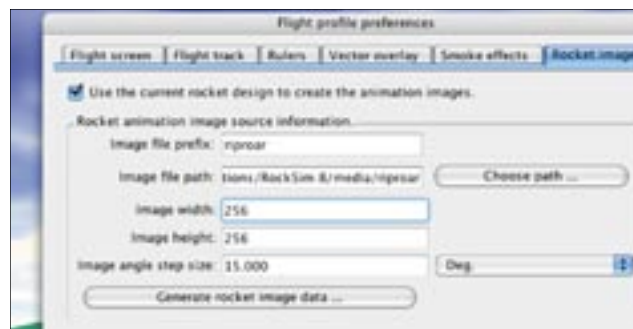 Flight profile preferences
Flight screen Flight track Rulers Vector overlay Smoke effects Rocket image
Use the current rocket design to create the animation images.
Rocket animation image source information
Image file prefix: riproar
Image file path: tions/RockSim 8/media/riproar Choose path ...
Image width: 256
Image height: 256
Image angle step size: 15.000 Deg.
Generate rocket image data ...